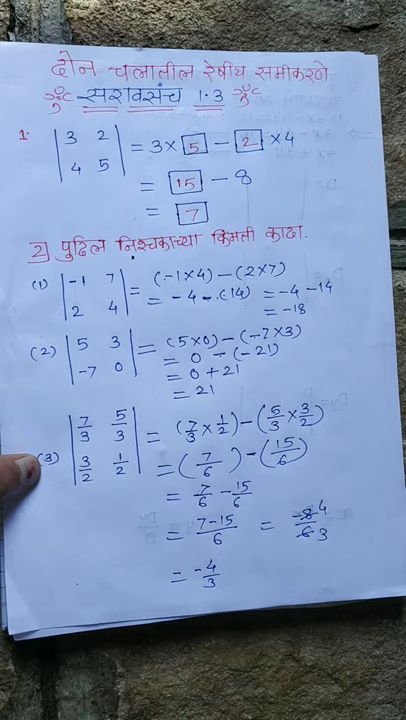 दोन चलातील रेषीय समीकरणे
सरावसंच 1.3
1. | 3 2 | = 3 × 5 − 2 × 4
| 4 5 |
= 15 − 8
= 7
2) पुढिल निश्चकाच्या किंमती काढा.
(1) | -1 7 | = (-1×4) − (2×7)
| 2 4 | = -4 - (14) = -4 -14
= -18
(2) | 5 3 | = (5×0) − (-7×3)
| -7 0 | = 0 − (-21)
= 0 + 21
= 21
(3) | 7/3 5/3 | = (7/3 × 1/2) − (5/3 × 3/2)
| 3/2 1/2 | = (7/6) − (15/6)
= 7/6 − 15/6
= 7-15/6 = -8/6 4 3
= -4/3